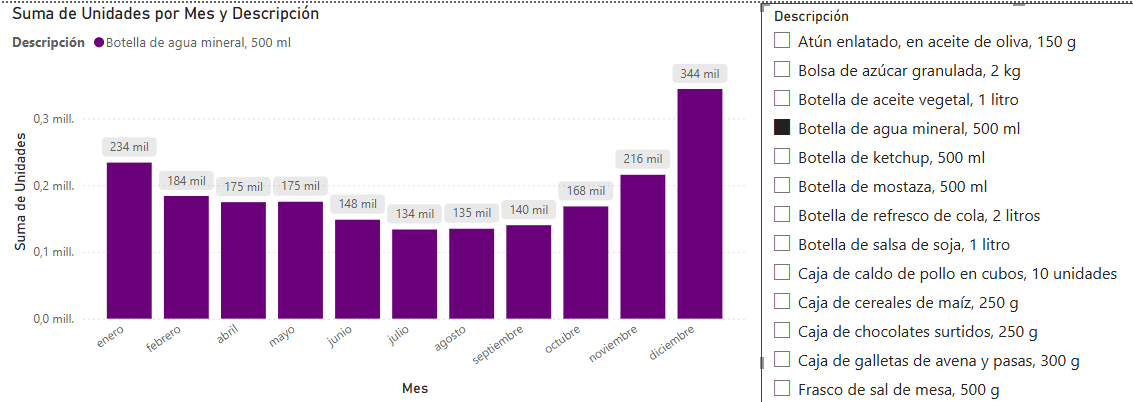 Suma de Unidades por Mes y Descripción
Descripción Botella de agua mineral, 500 ml
Suma de Unidades
0,3 mill.
0,2 mill.
0,1 mill.
0,0 mill.
234 mil
184 mil
175 mil
175 mil
148 mil
134 mil
135 mil
140 mil
168 mil
216 mil
344 mil
enero
febrero
abril
mayo
junio
julio
agosto
septiembre
octubre
noviembre
diciembre
Mes
Descripción
Atún enlatado, en aceite de oliva, 150 g
Bolsa de azúcar granulada, 2 kg
Botella de aceite vegetal, 1 litro
Botella de agua mineral, 500 ml
Botella de ketchup, 500 ml
Botella de mostaza, 500 ml
Botella de refresco de cola, 2 litros
Botella de salsa de soja, 1 litro
Caja de caldo de pollo en cubos, 10 unidades
Caja de cereales de maíz, 250 g
Caja de chocolates surtidos, 250 g
Caja de galletas de avena y pasas, 300 g
Frasco de sal de mesa, 500 g